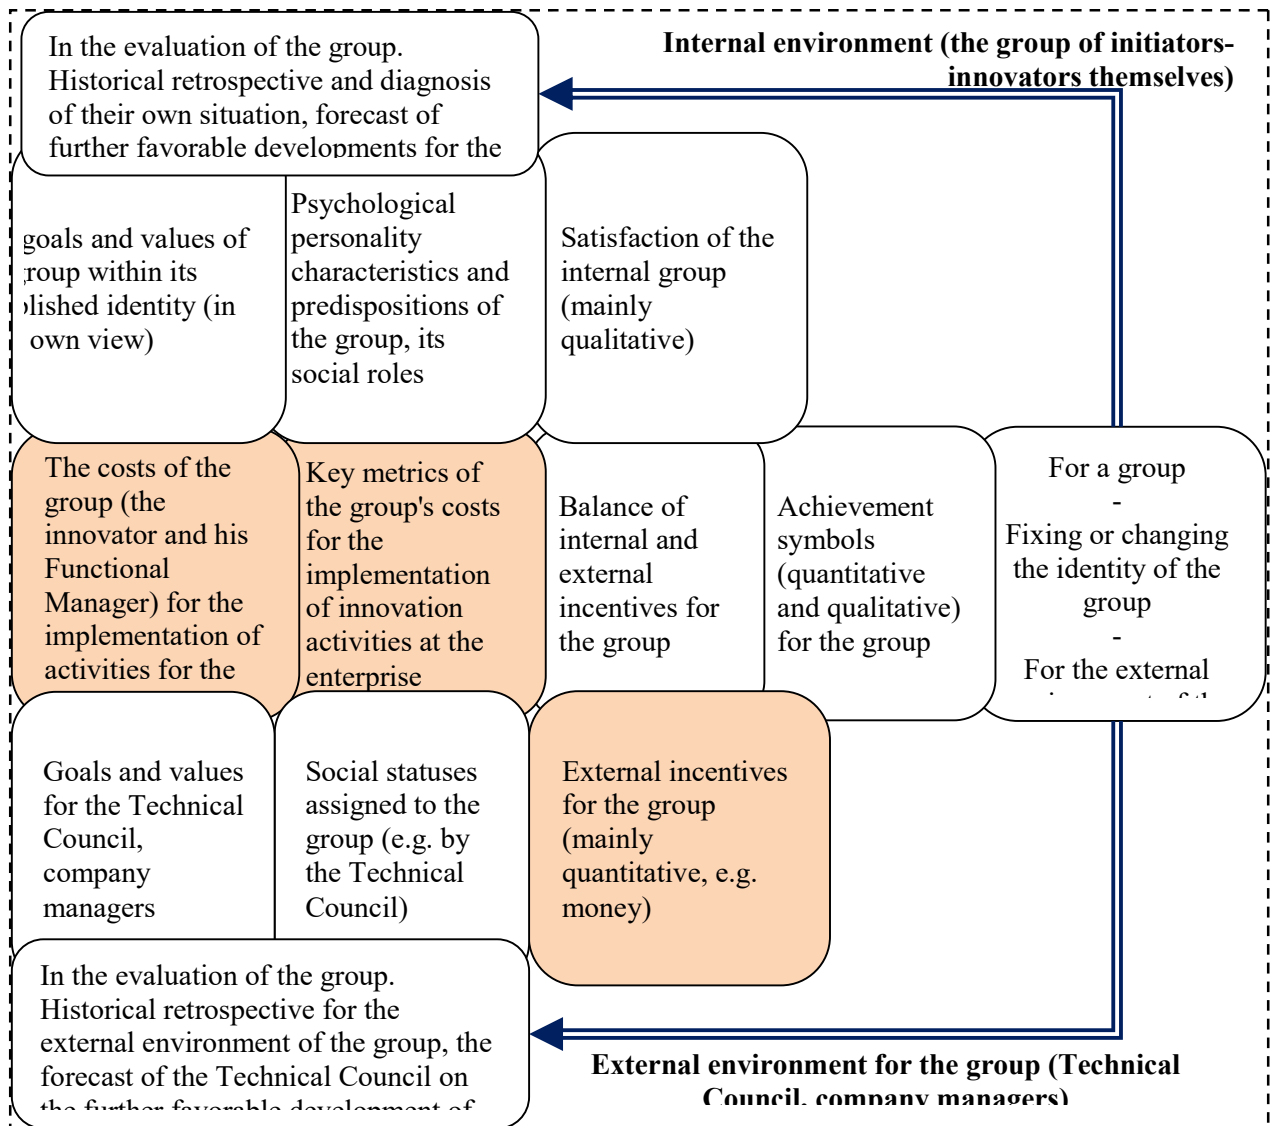 In the evaluation of the group.
Historical retrospective and diagnosis
of their own situation, forecast of
further favorable developments for the
Internal environment (the group of initiators-
innovators themselves)
goals and values of
group within its
own view)
Psychological
personality
characteristics and
predispositions of
the group, its
social roles
Satisfaction of the
internal group
(mainly
qualitative)
The costs of the
group (the
innovator and his
Functional
Manager) for the
implementation of
activities for the
Key metrics of
the group's costs
for the
implementation
of innovation
activities at the
enterprise
Balance of
internal and
external
incentives for
the group
Achievement
symbols
(quantitative
and qualitative)
for the group
For a group
-
Fixing or changing
the identity of the
group
-
For the external
Goals and values
for the Technical
Council,
company
managers
Social statuses
assigned to the
group (e.g. by
the Technical
Council)
External incentives
for the group
(mainly
quantitative, e.g.
money)
In the evaluation of the group.
Historical retrospective for the
external environment of the group, the
forecast of the Technical Council on
the further favorable development of
External environment for the group (Technical
Council, company managers)